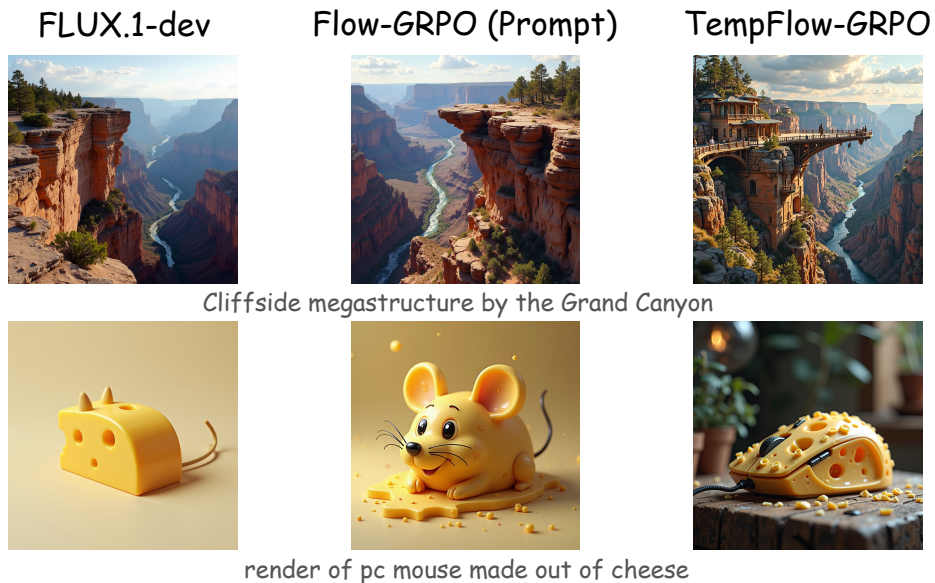 FLUX.1-dev
Flow-GRPO (Prompt)
TempFlow-GRPO
Cliffside megastructure by the Grand Canyon
render of pc mouse made out of cheese